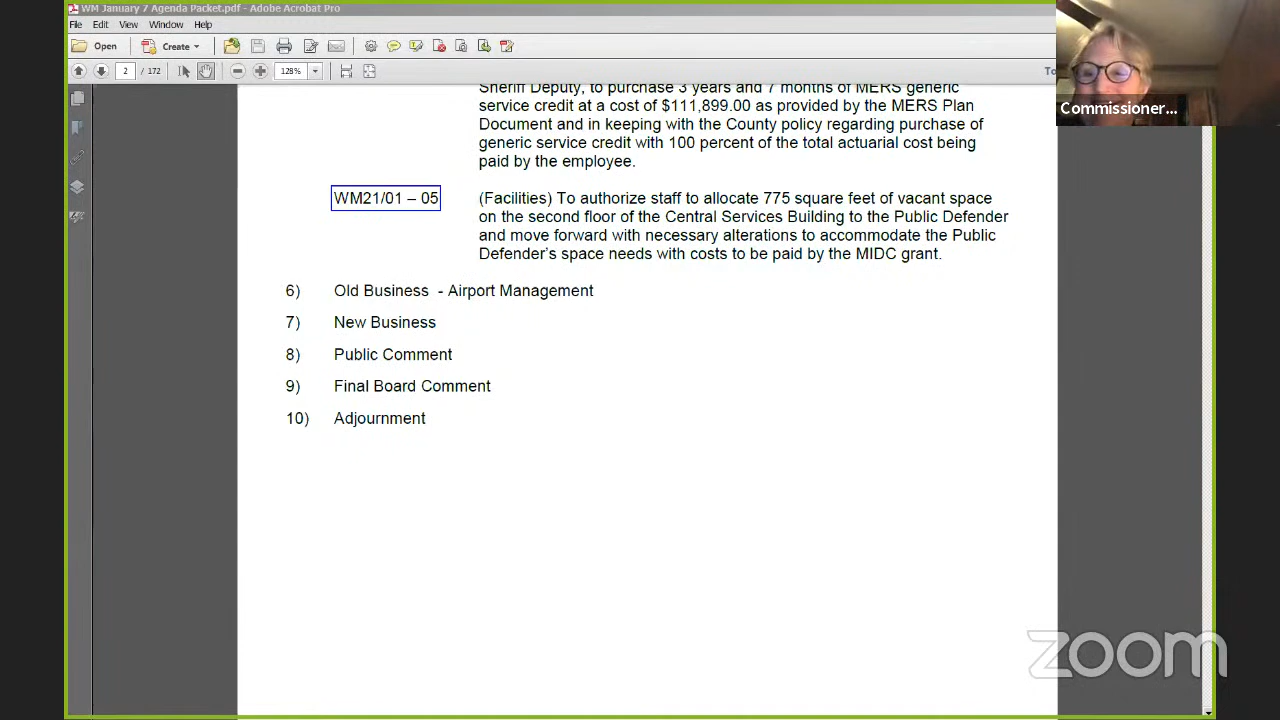 WM January 7 Agenda Packet.pdf - Adobe Acrobat Pro
File Edit View Window Help
Open Create
2 / 172 128% To
Commissioner...
Sheriff Deputy, to purchase 3 years and 7 months of MERS generic
service credit at a cost of $111,899.00 as provided by the MERS Plan
Document and in keeping with the County policy regarding purchase of
generic service credit with 100 percent of the total actuarial cost being
paid by the employee.
WM21/01 – 05 (Facilities) To authorize staff to allocate 775 square feet of vacant space
on the second floor of the Central Services Building to the Public Defender
and move forward with necessary alterations to accommodate the Public
Defender's space needs with costs to be paid by the MIDC grant.
6) Old Business - Airport Management
7) New Business
8) Public Comment
9) Final Board Comment
10) Adjournment
zoom